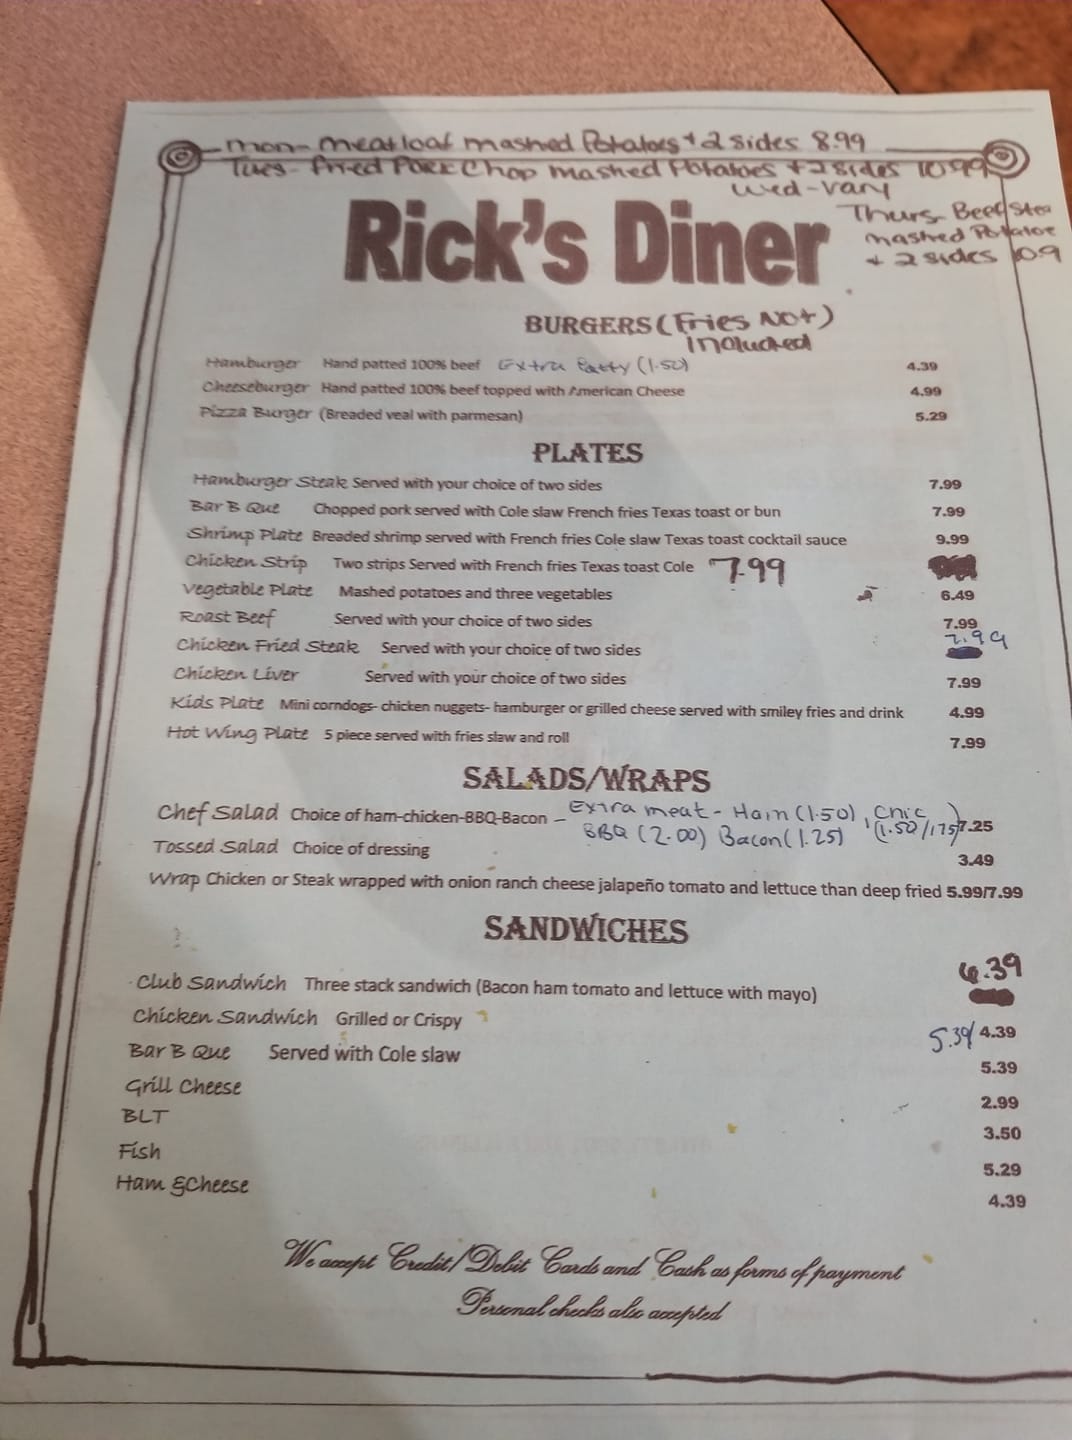 Mon- Meatloaf mashed Potatoes + 2 sides 8.99
Tues- Fried Pork Chop mashed Potatoes + 2 sides 10.99
Wed-vary
Thurs- Beef
mashed Potatoe
+ 2 sides 10.9
Rick's Diner
BURGERS (Fries Not)
Included
Hamburger Hand patted 100% beef Extra Patty (1.50) 4.39
Cheeseburger Hand patted 100% beef topped with American Cheese 4.99
Pizza Burger (Breaded veal with parmesan) 5.29
PLATES
Hamburger Steak Served with your choice of two sides 7.99
Bar B Que Chopped pork served with Cole slaw French fries Texas toast or bun 7.99
Shrimp Plate Breaded shrimp served with French fries Cole slaw Texas toast cocktail sauce 9.99
Chicken Strip Two strips Served with French fries Texas toast Cole 7.99
Vegetable Plate Mashed potatoes and three vegetables 6.49
Roast Beef Served with your choice of two sides 7.99
Chicken Fried Steak Served with your choice of two sides 7.99
Chicken Liver Served with your choice of two sides 7.99
Kids Plate Mini corndogs- chicken nuggets- hamburger or grilled cheese served with smiley fries and drink 4.99
Hot Wing Plate 5 piece served with fries slaw and roll 7.99
SALADS/WRAPS
Chef Salad Choice of ham-chicken-BBQ-Bacon – Extra meat - Ham (1.50), Chic 7.25
BBQ (2.00) Bacon (1.25) (1.50/1.75)
Tossed Salad Choice of dressing 3.49
Wrap Chicken or Steak wrapped with onion ranch cheese jalapeño tomato and lettuce than deep fried 5.99/7.99
SANDWICHES
Club Sandwich Three stack sandwich (Bacon ham tomato and lettuce with mayo) 6.39
Chicken Sandwich Grilled or Crispy 5.39/ 4.39
Bar B Que Served with Cole slaw 5.39
Grill Cheese 2.99
BLT 3.50
Fish 5.29
Ham &Cheese 4.39
We accept Credit/Debit Cards and Cash as forms of payment
Personal checks also accepted